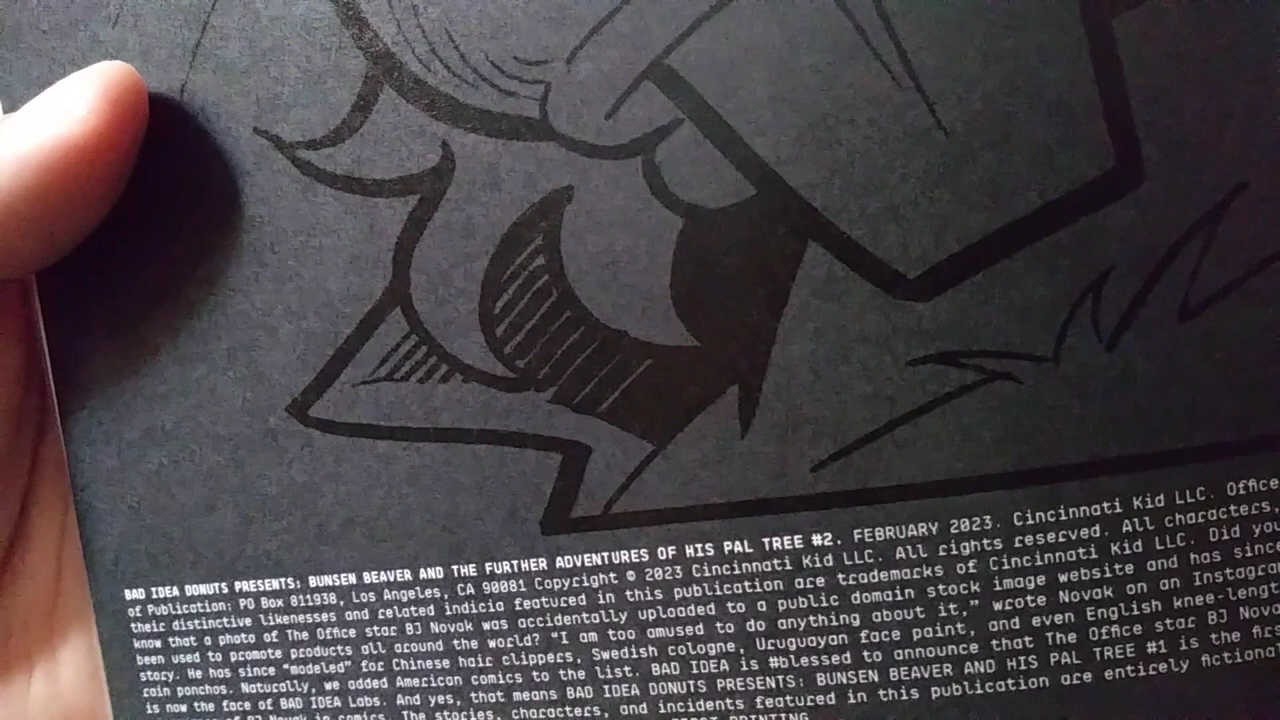 BAD IDEA DONUTS PRESENTS: BUNSEN BEAVER AND THE FURTHER ADVENTURES OF HIS PAL TREE #2. FEBRUARY 2023. Cincinnati Kid LLC. Office
of Publication: PO Box 811938, Los Angeles, CA 90081 Copyright © 2023 Cincinnati Kid LLC. All rights reserved. All characters,
their distinctive likenesses and related indicia featured in this publication are trademarks of Cincinnati Kid LLC. Did you
know that a photo of The Office star BJ Novak was accidentally uploaded to a public domain stock image website and has since
been used to promote products all around the world? “I am too amused to do anything about it,” wrote Novak on an Instagram
story. He has since “modeled” for Chinese hair clippers, Swedish cologne, Uruguayan face paint, and even English knee-length
rain ponchos. Naturally, we added American comics to the list. BAD IDEA is #blessed to announce that The Office star BJ Novak
is now the face of BAD IDEA Labs. And yes, that means BAD IDEA DONUTS PRESENTS: BUNSEN BEAVER AND HIS PAL TREE #1 is the first
of BJ Novak in comics. The stories, characters, and incidents featured in this publication are entirely fictional
FIRST PRINTING